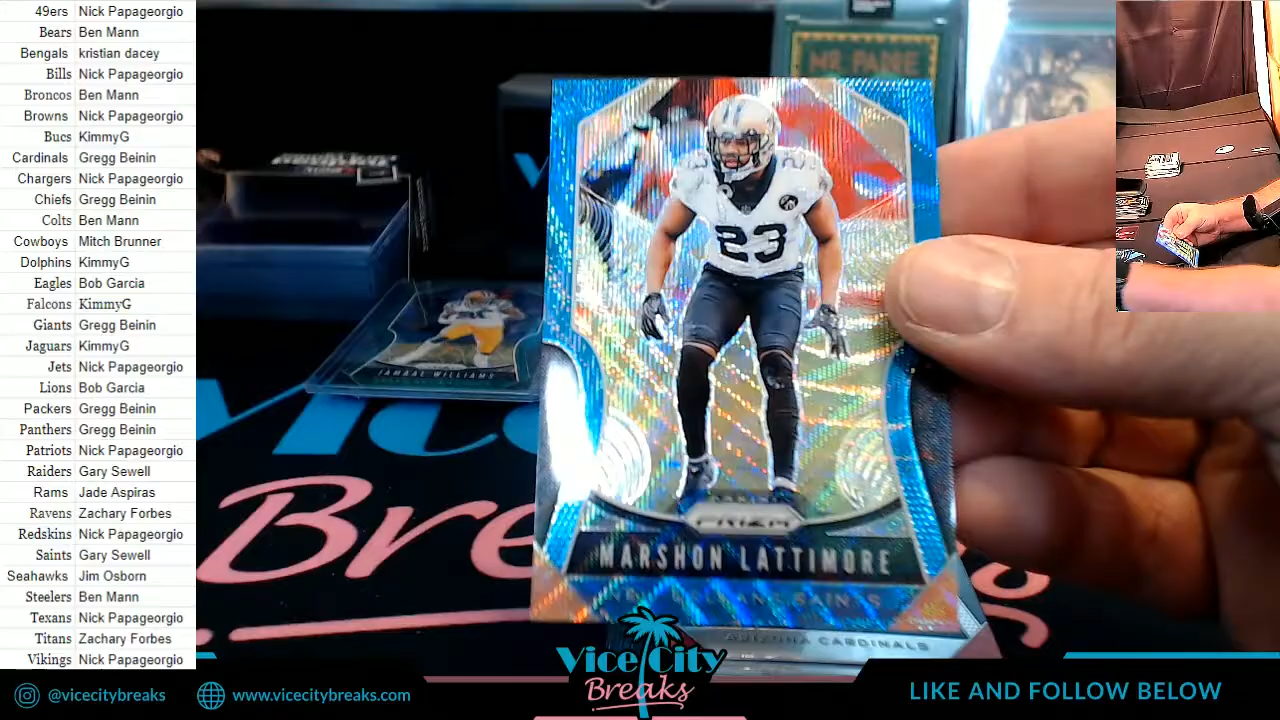 49ers Nick Papageorgio
Bears Ben Mann
Bengals kristian dacey
Bills Nick Papageorgio
Broncos Ben Mann
Browns Nick Papageorgio
Bucs KimmyG
Cardinals Gregg Beinin
Chargers Nick Papageorgio
Chiefs Gregg Beinin
Colts Ben Mann
Cowboys Mitch Brunner
Dolphins KimmyG
Eagles Bob Garcia
Falcons KimmyG
Giants Gregg Beinin
Jaguars KimmyG
Jets Nick Papageorgio
Lions Bob Garcia
Packers Gregg Beinin
Panthers Gregg Beinin
Patriots Nick Papageorgio
Raiders Gary Sewell
Rams Jade Aspiras
Ravens Zachary Forbes
Redskins Nick Papageorgio
Saints Gary Sewell
Seahawks Jim Osborn
Steelers Ben Mann
Texans Nick Papageorgio
Titans Zachary Forbes
Vikings Nick Papageorgio
23
PRIZM
MARSHON LATTIMORE
NEW ORLEANS SAINTS
ARIZONA CARDINALS
JAMAAL WILLIAMS
Vice
Bre
Vice City
Breaks
@vicecitybreaks
www.vicecitybreaks.com
LIKE AND FOLLOW BELOW